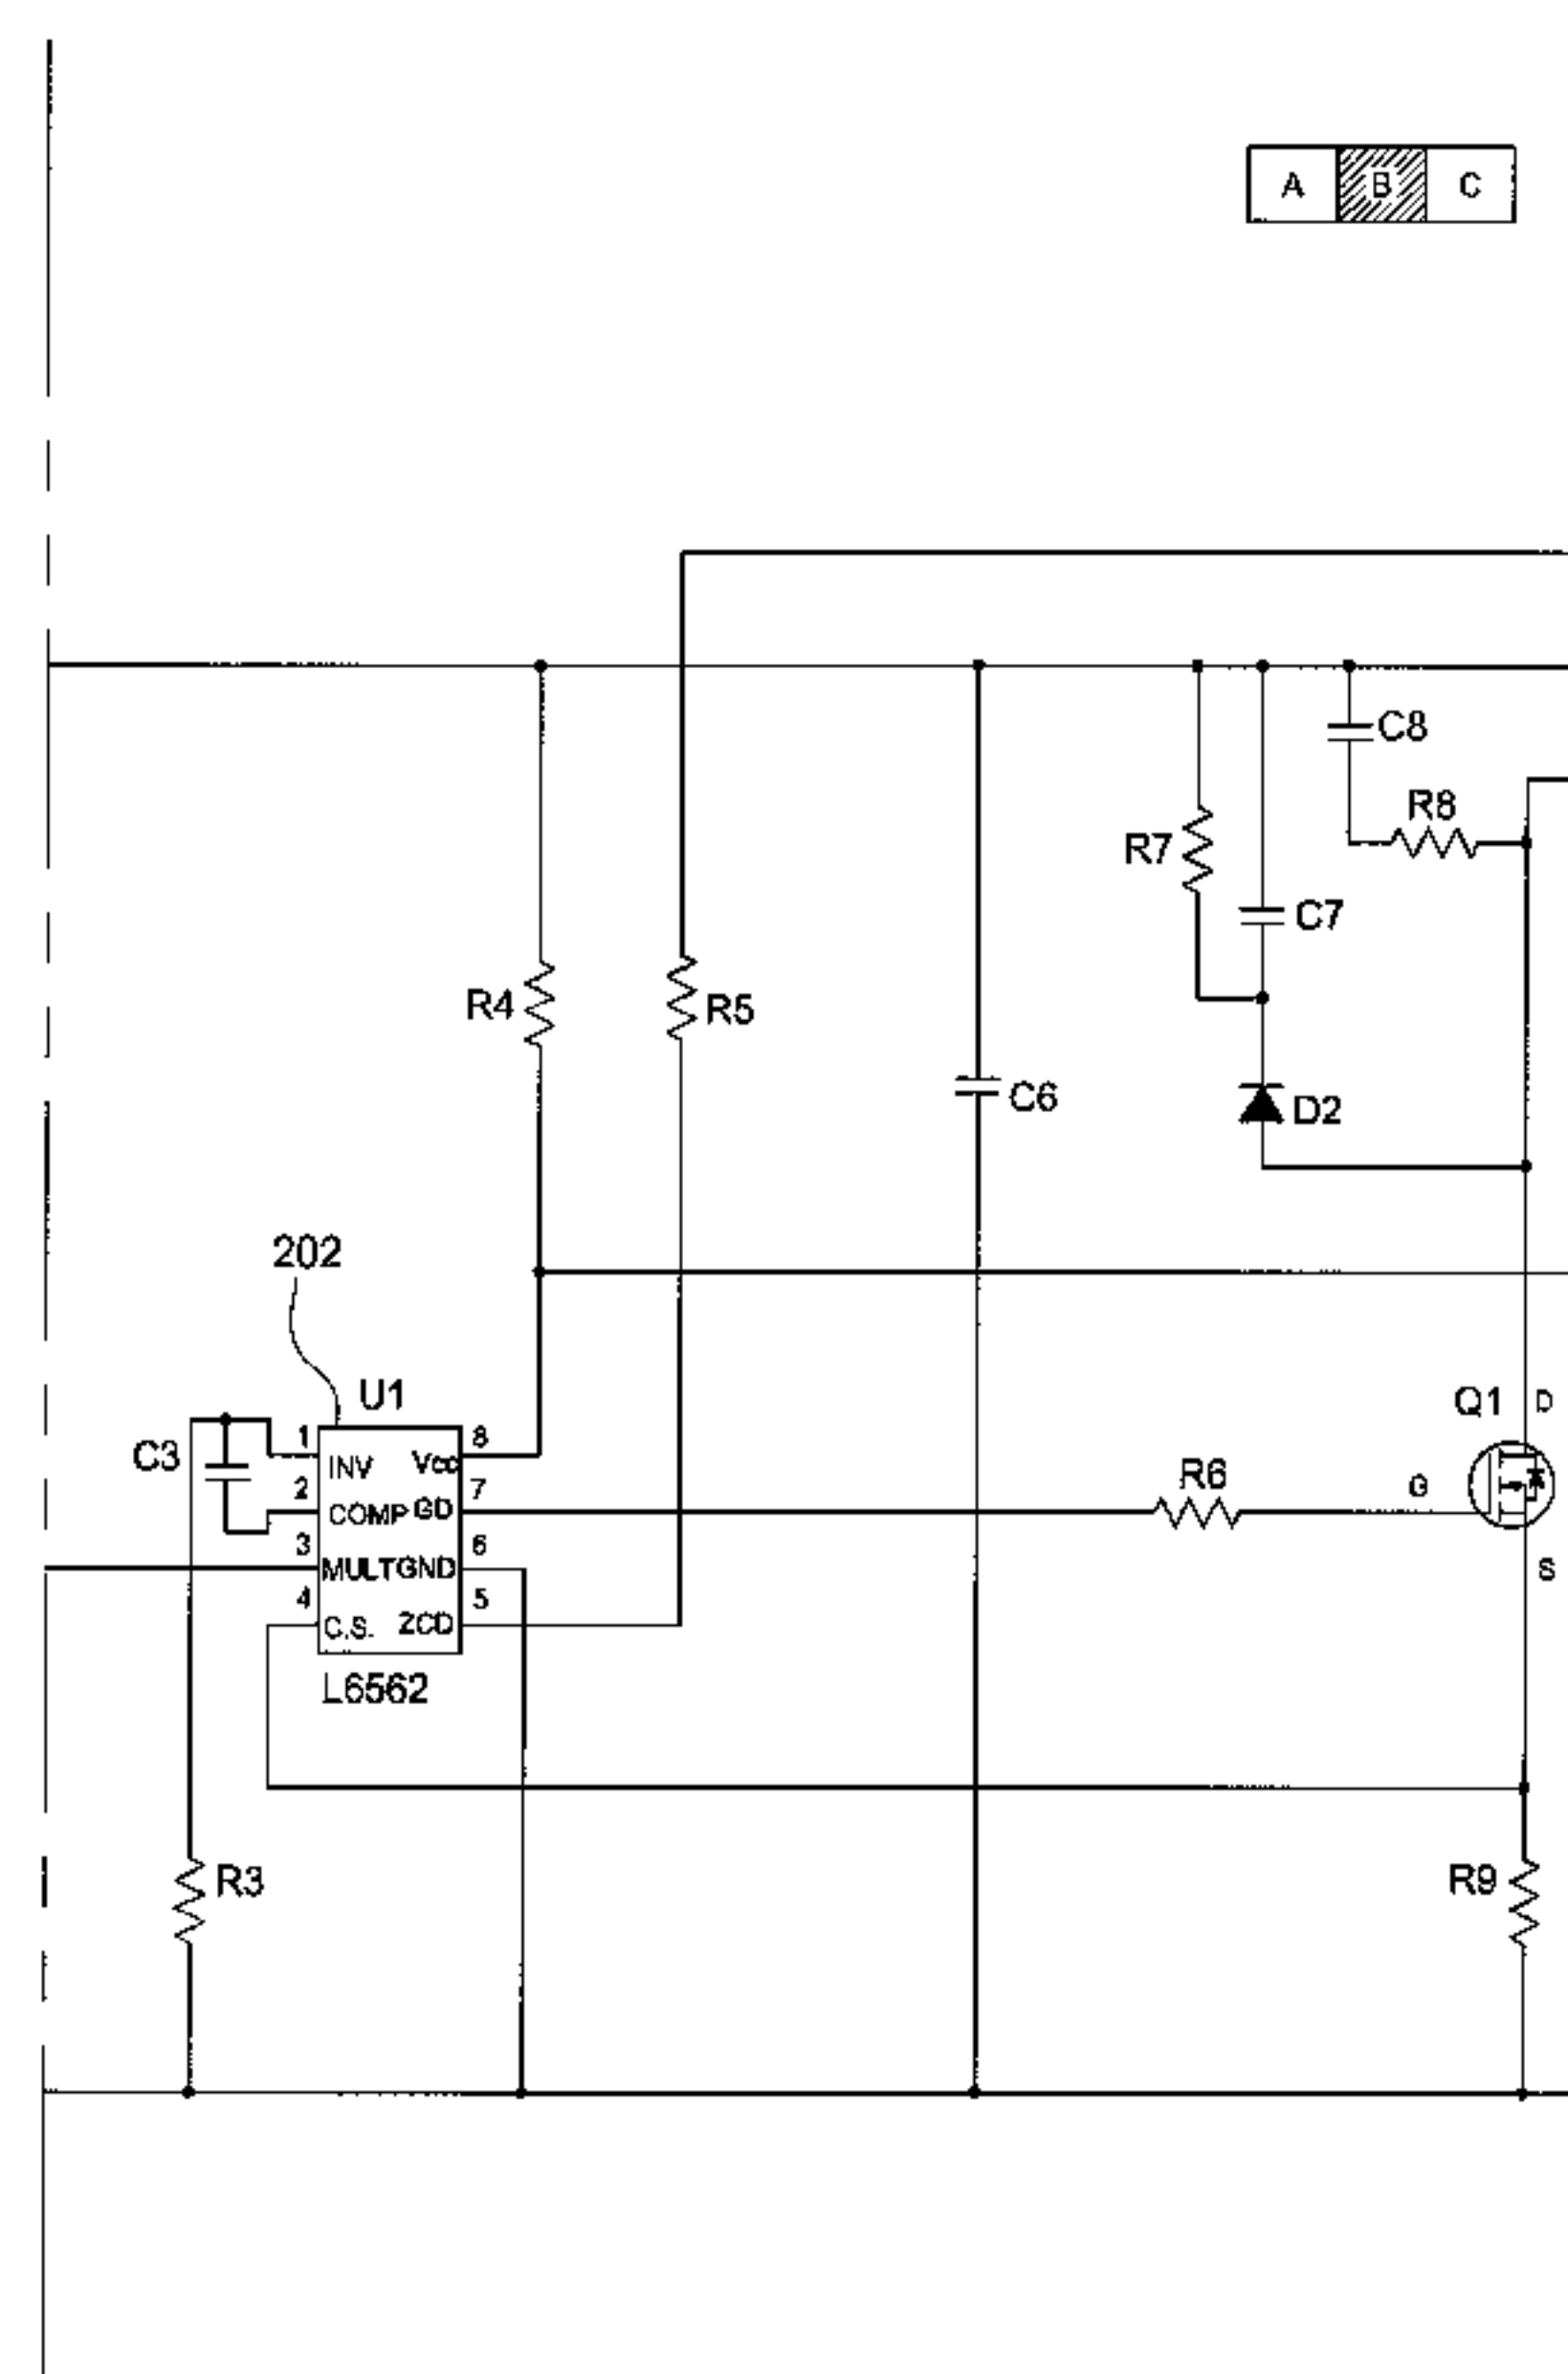 A B C
C8
R8
R7
C7
R4
R5
C6
D2
202
U1
Q1 D
C3
1 INV Vcc 8
2 COMP GD 7
3 MULT GND 6
4 C.S. ZCD 5
R6
G
S
L6562
R3
R9